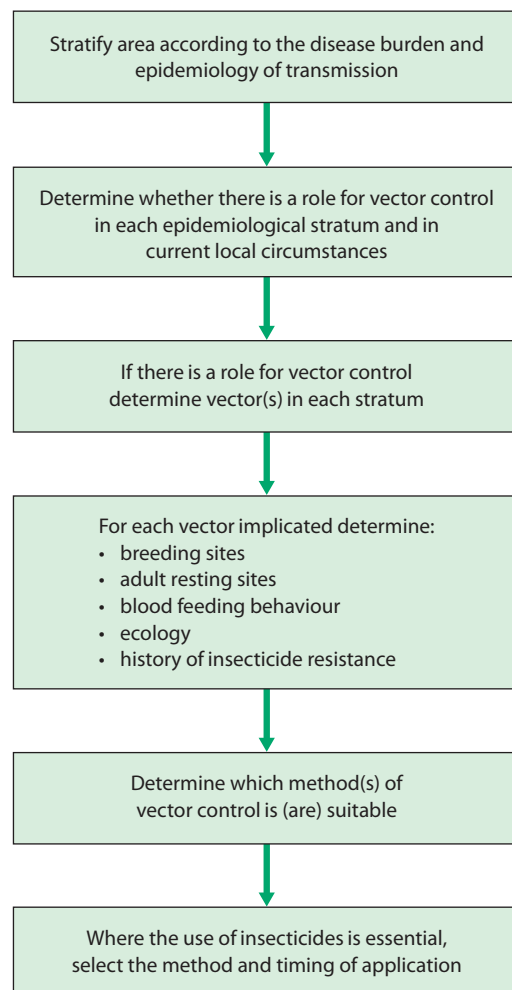 Stratify area according to the disease burden and
epidemiology of transmission
Determine whether there is a role for vector control
in each epidemiological stratum and in
current local circumstances
If there is a role for vector control
determine vector(s) in each stratum
For each vector implicated determine:
• breeding sites
• adult resting sites
• blood feeding behaviour
• ecology
• history of insecticide resistance
Determine which method(s) of
vector control is (are) suitable
Where the use of insecticides is essential,
select the method and timing of application